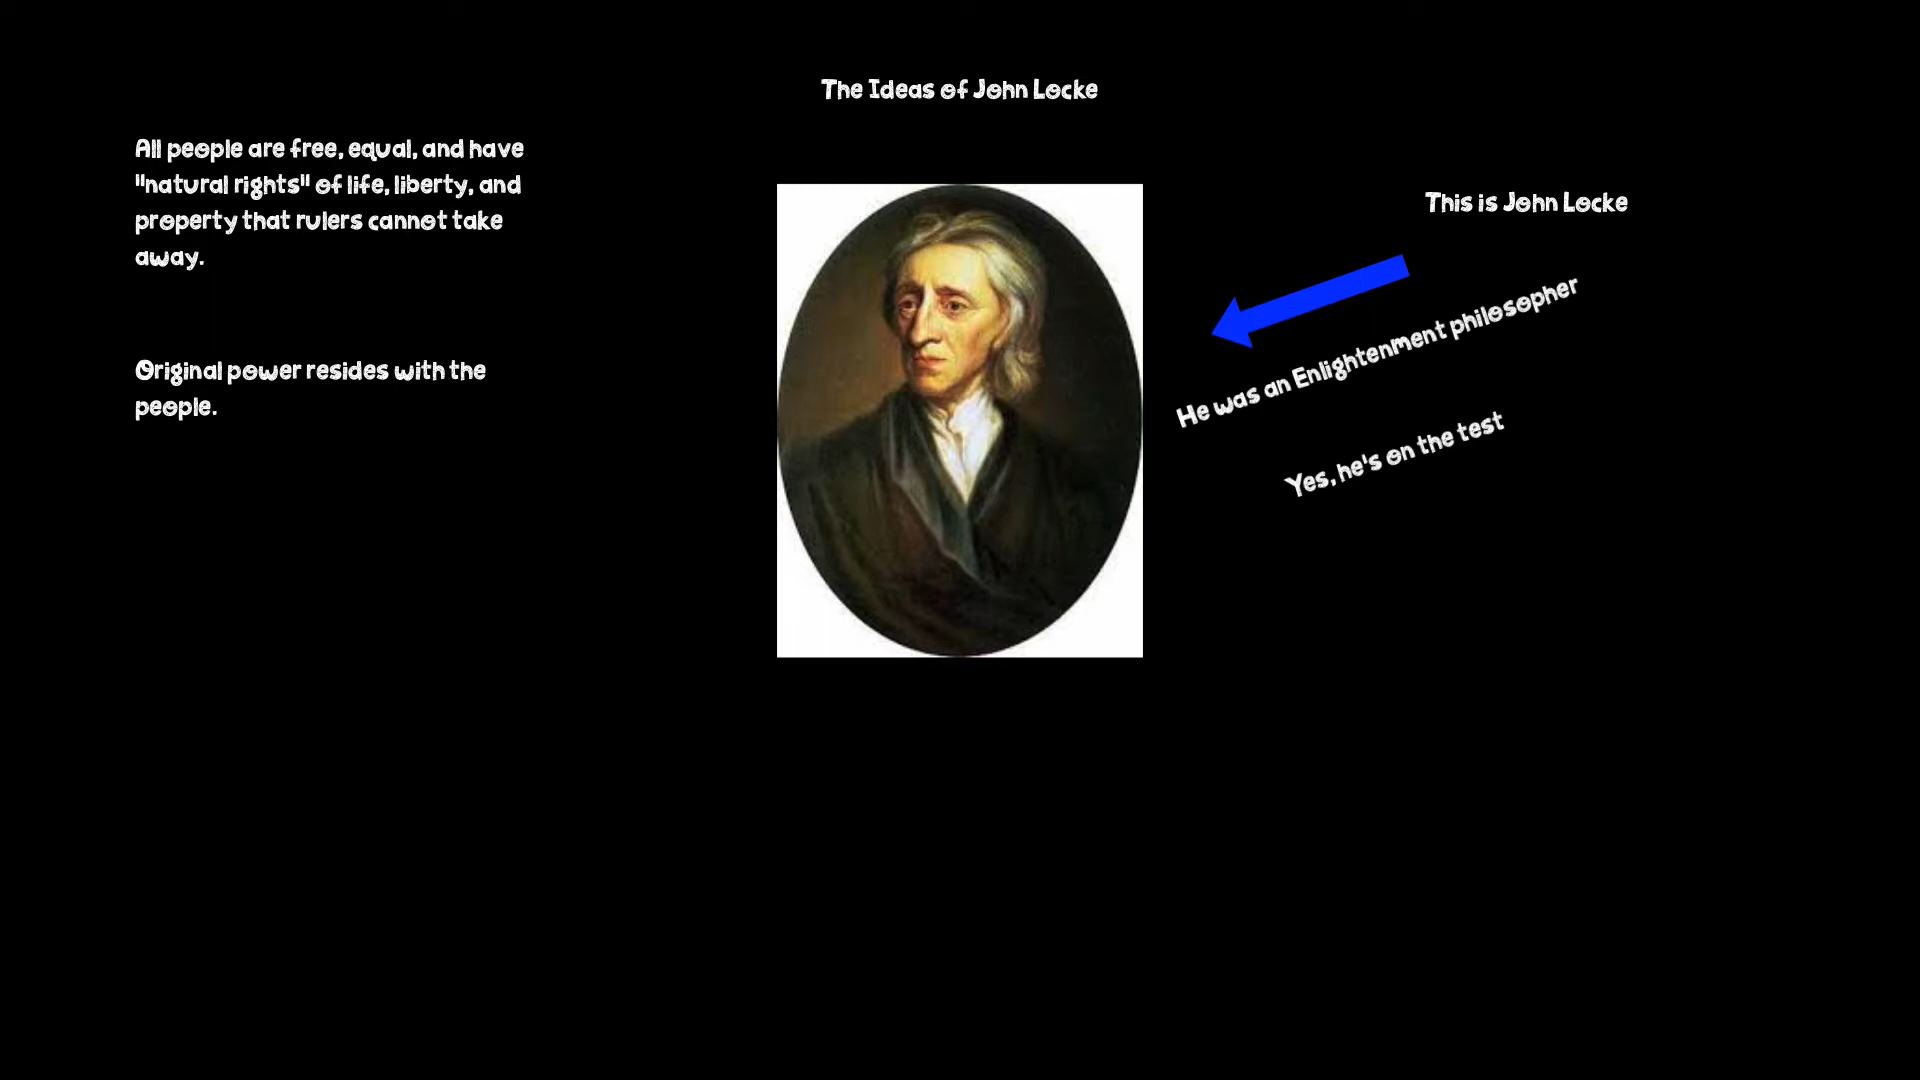 The Ideas of John Locke
All people are free, equal, and have
"natural rights" of life, liberty, and
property that rulers cannot take
away.
Original power resides with the
people.
This is John Locke
He was an Enlightenment philosopher
Yes, he's on the test